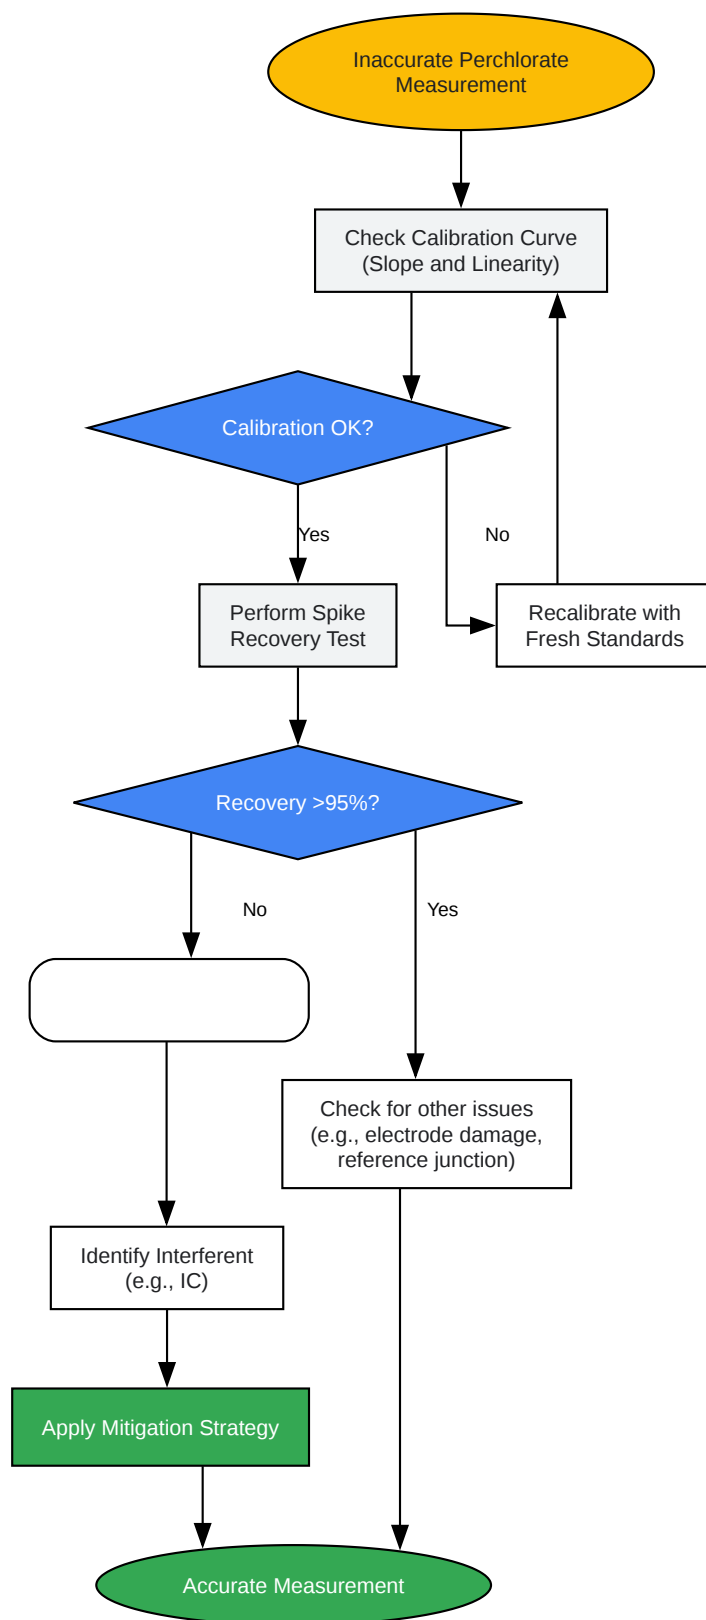 Inaccurate Perchlorate
Measurement
Check Calibration Curve
(Slope and Linearity)
Calibration OK?
Yes
No
Perform Spike
Recovery Test
Recalibrate with
Fresh Standards
Recovery >95%?
No
Yes
Check for other issues
(e.g., electrode damage,
reference junction)
Identify Interferent
(e.g., IC)
Apply Mitigation Strategy
Accurate Measurement